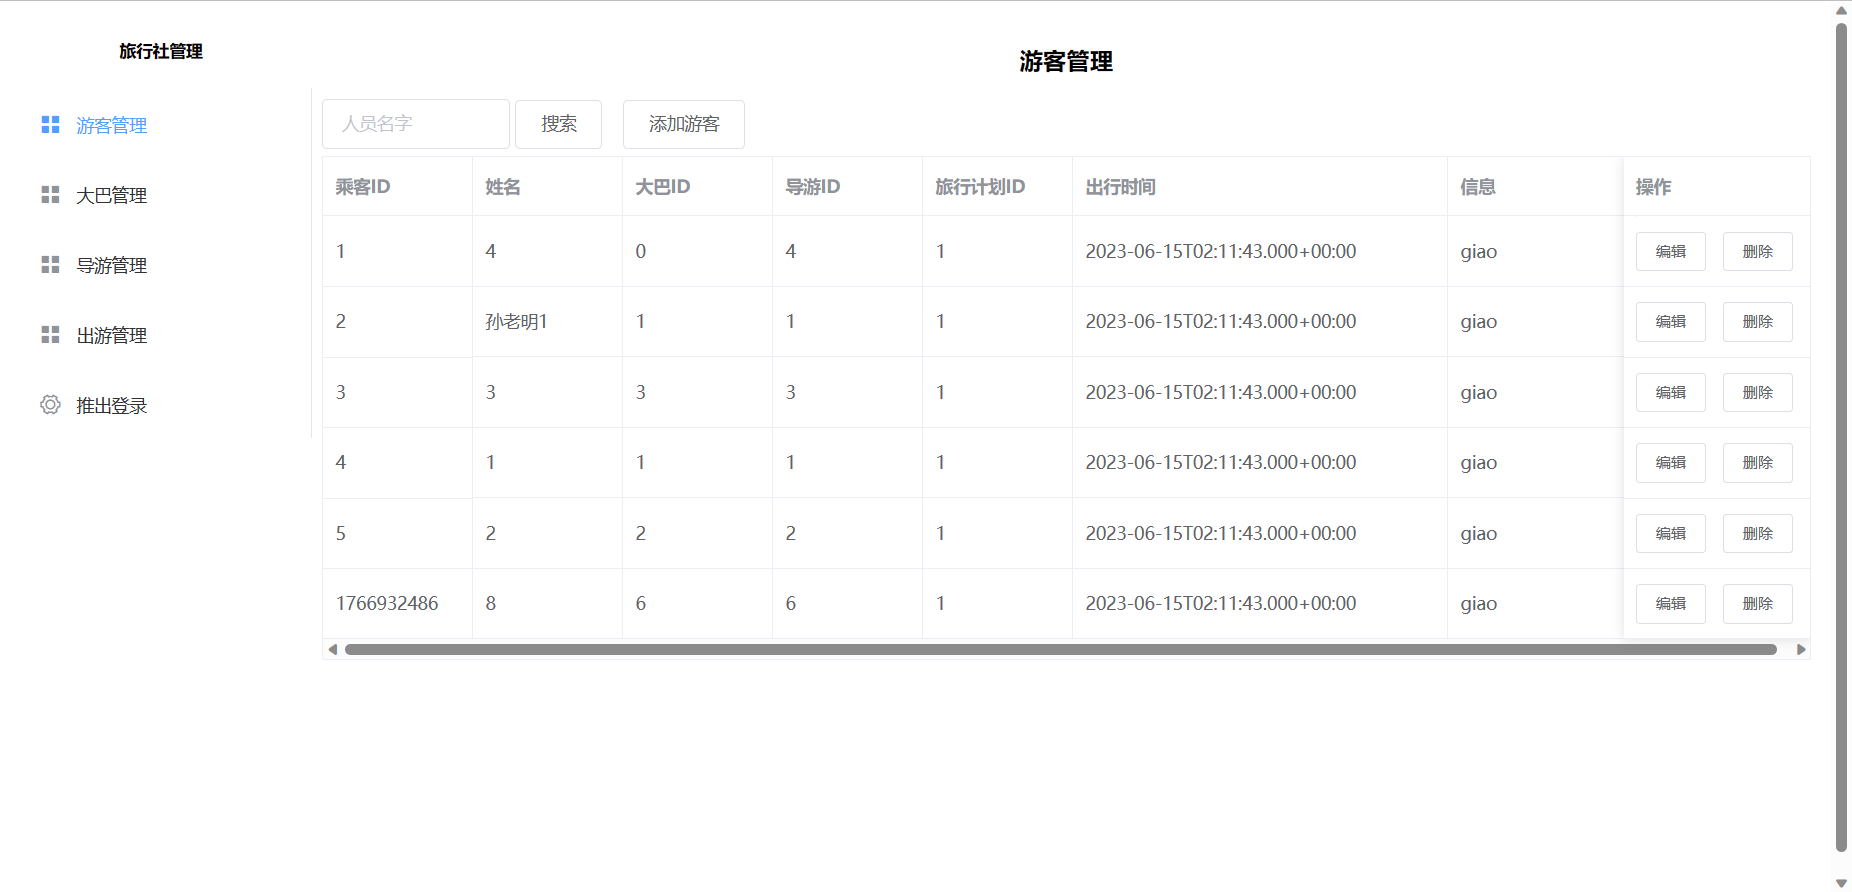 旅行社管理
游客管理
大巴管理
导游管理
出游管理
推出登录
游客管理
人员名字 搜索 添加游客
乘客ID 姓名 大巴ID 导游ID 旅行计划ID 出行时间 信息 操作
1 4 0 4 1 2023-06-15T02:11:43.000+00:00 giao 编辑 删除
2 孙老明1 1 1 1 2023-06-15T02:11:43.000+00:00 giao 编辑 删除
3 3 3 3 1 2023-06-15T02:11:43.000+00:00 giao 编辑 删除
4 1 1 1 1 2023-06-15T02:11:43.000+00:00 giao 编辑 删除
5 2 2 2 1 2023-06-15T02:11:43.000+00:00 giao 编辑 删除
1766932486 8 6 6 1 2023-06-15T02:11:43.000+00:00 giao 编辑 删除